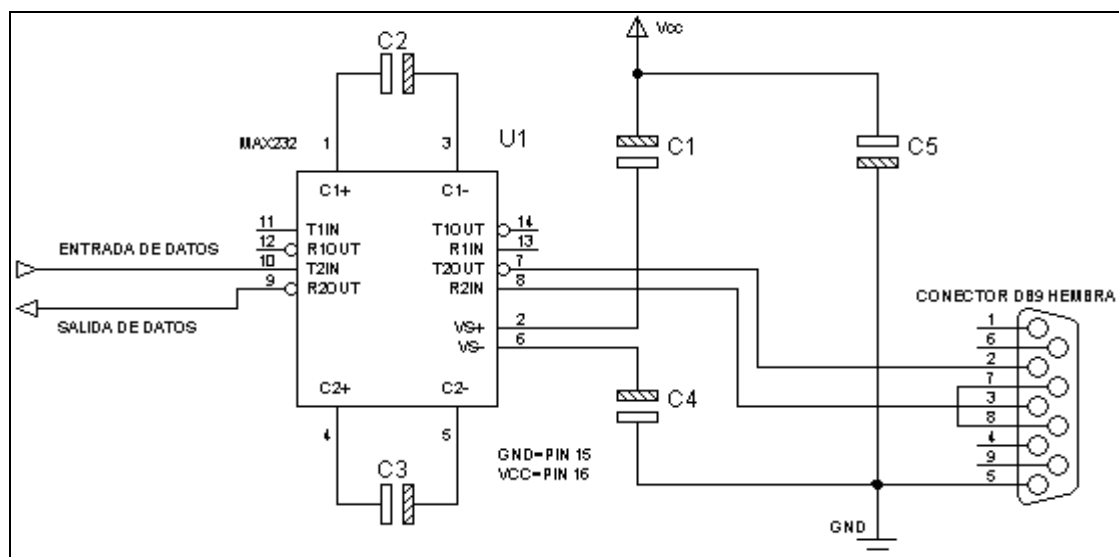 Vcc
C2
MAX232
1
3
U1
C1
C5
C1+
C1-
11
T1IN
T1OUT
14
12
R1OUT
R1IN
13
ENTRADA DE DATOS
10
T2IN
T2OUT
7
9
R2OUT
R2IN
8
SALIDA DE DATOS
VS+
2
VS-
6
CONECTOR DB9 HEMBRA
1
6
2
7
3
8
4
9
5
C2+
C2-
C4
4
5
C3
GND=PIN 15
VCC=PIN 16
GND